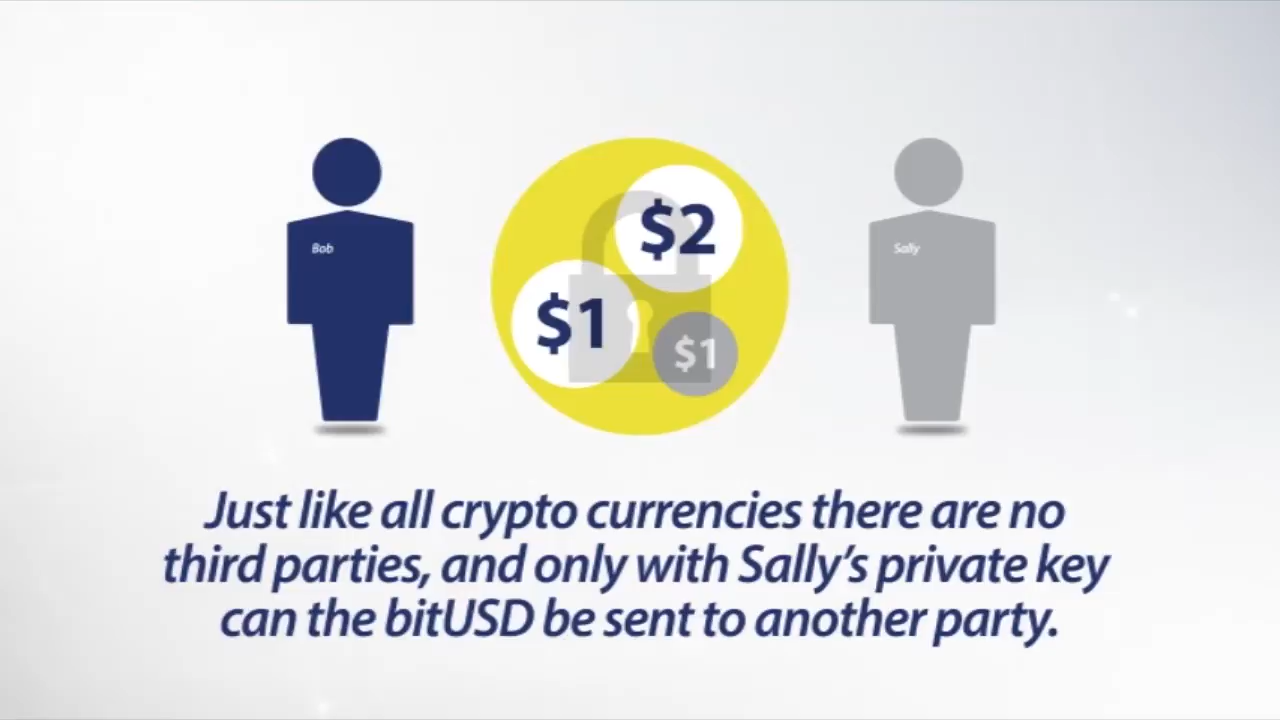 Bob
$2
$1
$1
Sally
Just like all crypto currencies there are no
third parties, and only with Sally's private key
can the bitUSD be sent to another party.